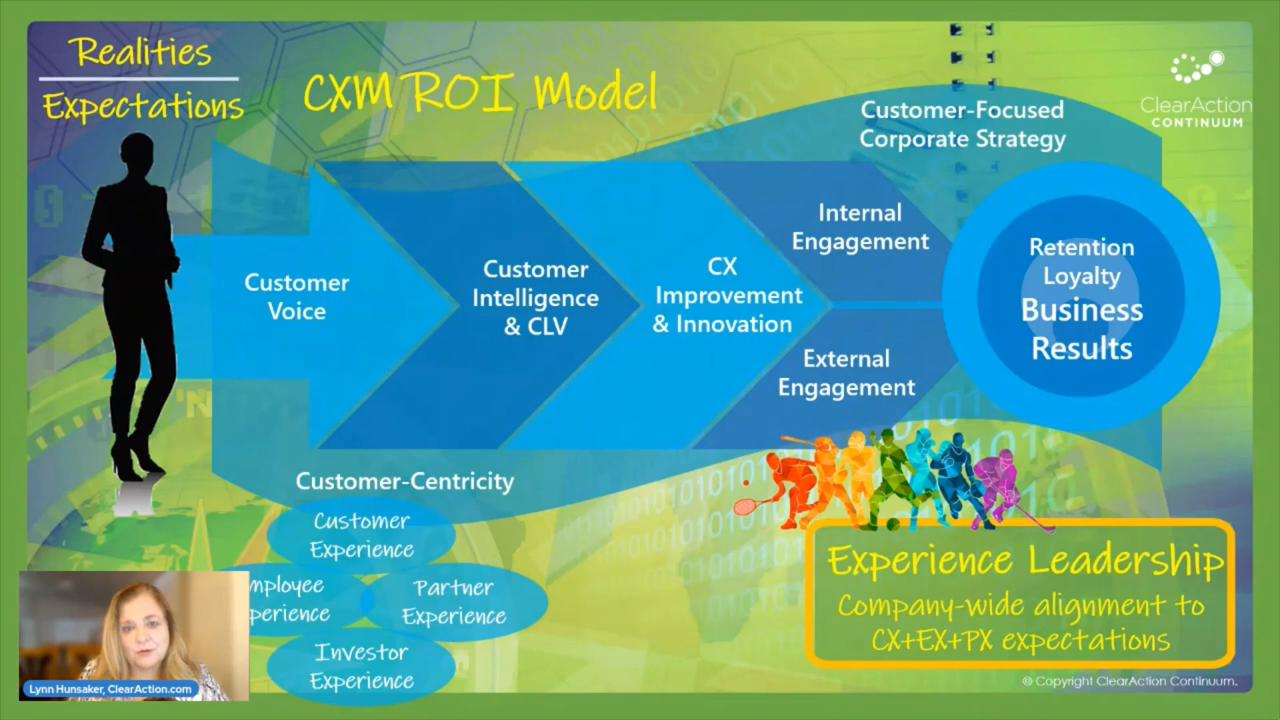 Realities
Expectations
CXM ROI Model
ClearAction
CONTINUUM
Customer-Focused
Corporate Strategy
Customer
Voice
Customer
Intelligence
& CLV
CX
Improvement
& Innovation
Internal
Engagement
External
Engagement
Retention
Loyalty
Business
Results
Customer-Centricity
Customer
Experience
mployee
perience
Partner
Experience
Investor
Experience
Experience Leadership
Company-wide alignment to
CX+EX+PX expectations
Lynn Hunsaker, ClearAction.com
© Copyright ClearAction Continuum.